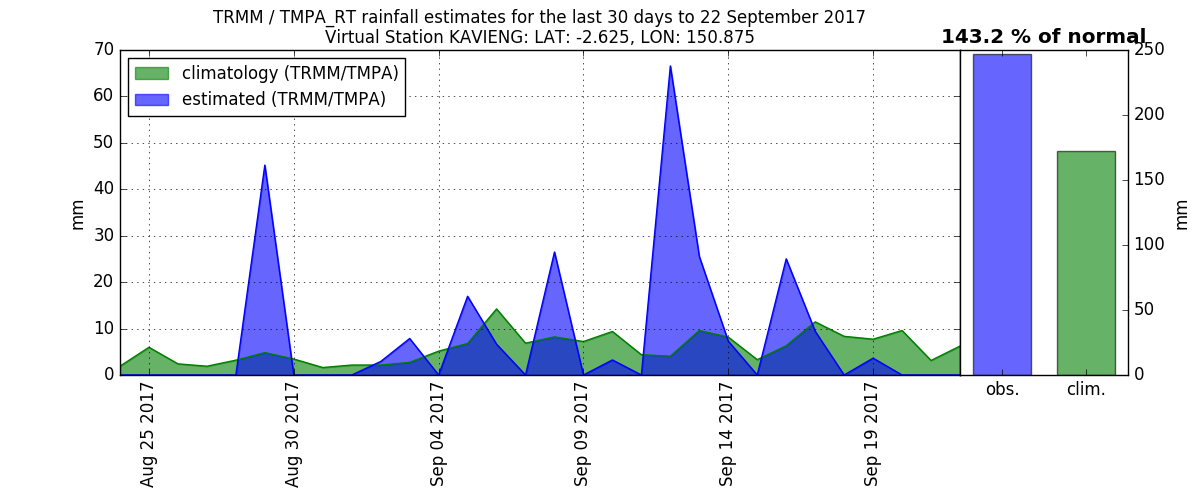 TRMM / TMPA_RT rainfall estimates for the last 30 days to 22 September 2017
Virtual Station KAVIENG: LAT: -2.625, LON: 150.875
143.2 % of normal
climatology (TRMM/TMPA)
estimated (TRMM/TMPA)
70
60
50
40
30
20
10
0
mm
Aug 25 2017
Aug 30 2017
Sep 04 2017
Sep 09 2017
Sep 14 2017
Sep 19 2017
250
200
150
100
50
0
mm
obs.
clim.